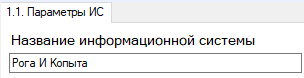 1.1. Параметры ИС
Название информационной системы
Рога И Копыта